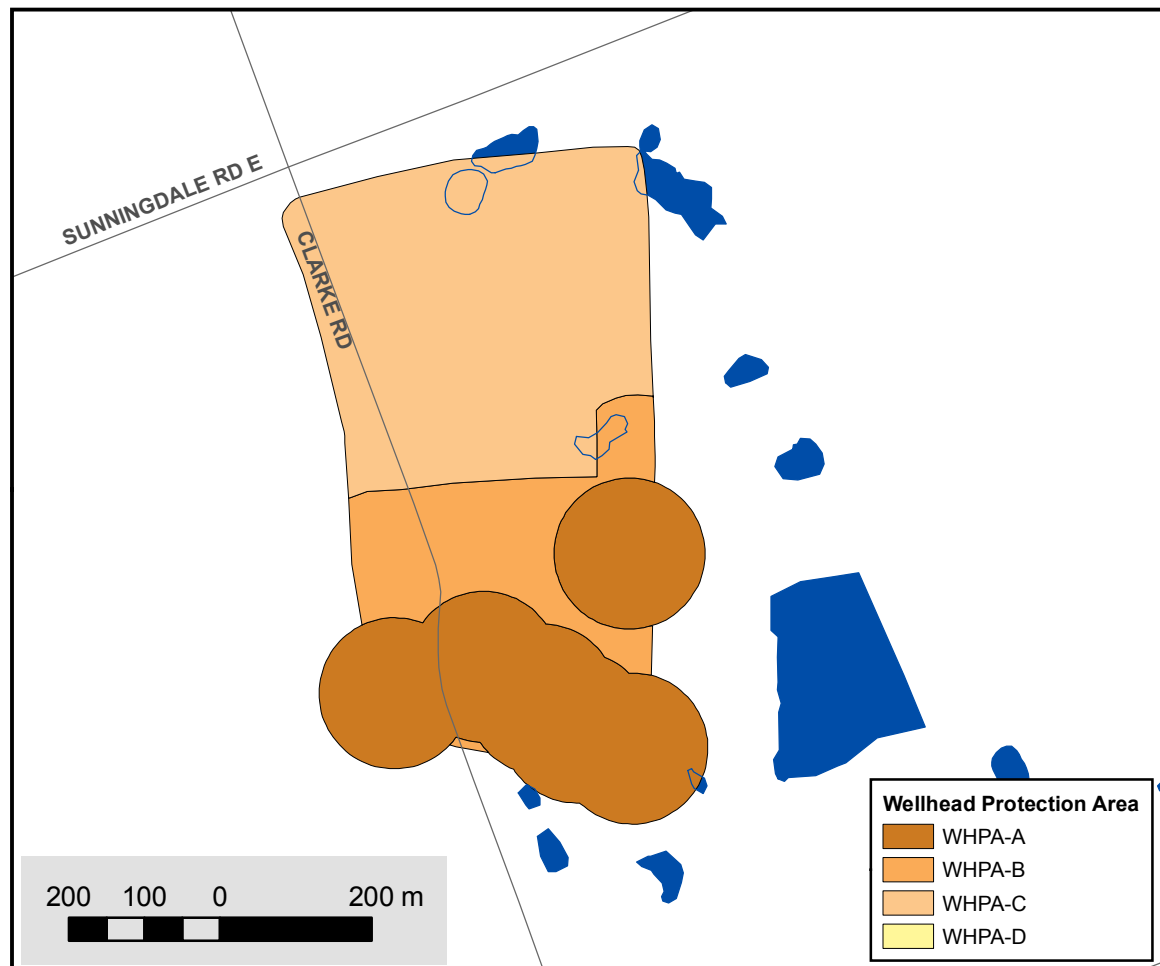 SUNNINGDALE RD E
CLARKE RD
200 100 0 200 m
Wellhead Protection Area
WHPA-A
WHPA-B
WHPA-C
WHPA-D